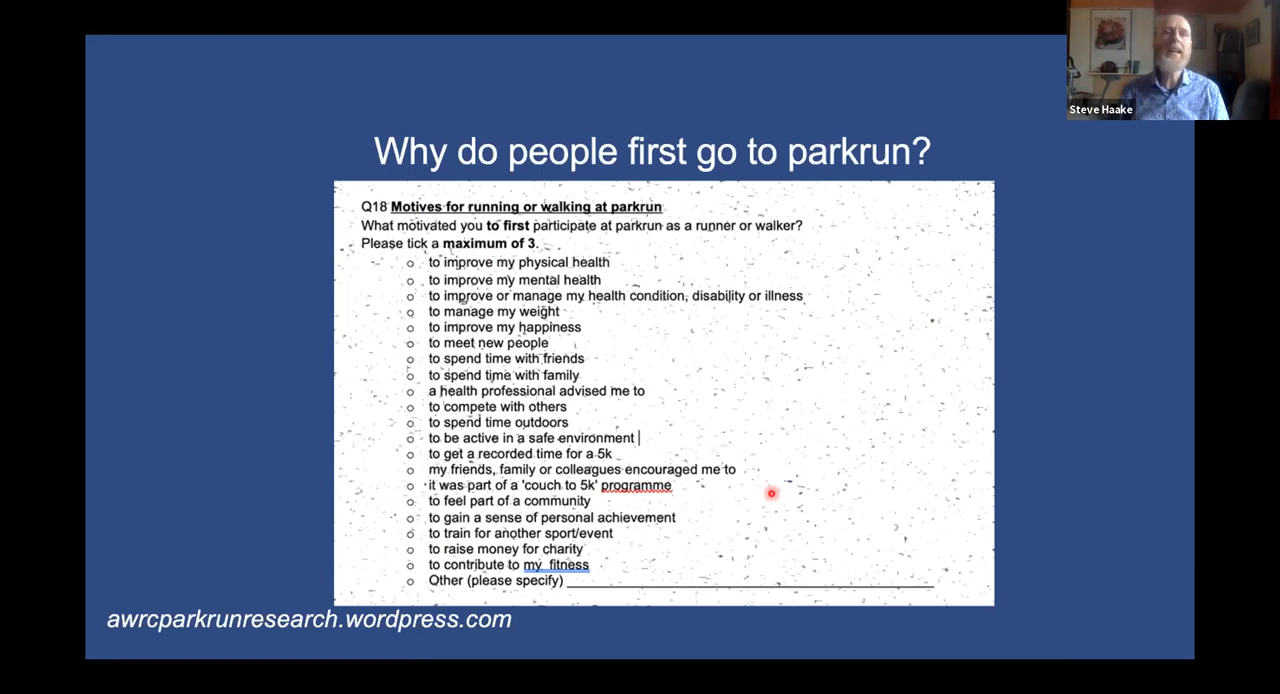 Steve Haake
Why do people first go to parkrun?
Q18 Motives for running or walking at parkrun
What motivated you to first participate at parkrun as a runner or walker?
Please tick a maximum of 3.
to improve my physical health
to improve my mental health
to improve or manage my health condition, disability or illness
to manage my weight
to improve my happiness
to meet new people
to spend time with friends
to spend time with family
a health professional advised me to
to compete with others
to spend time outdoors
to be active in a safe environment
to get a recorded time for a 5k
my friends, family or colleagues encouraged me to
it was part of a 'couch to 5k' programme
to feel part of a community
to gain a sense of personal achievement
to train for another sport/event
to raise money for charity
to contribute to my fitness
Other (please specify)
awrcparkrunresearch.wordpress.com